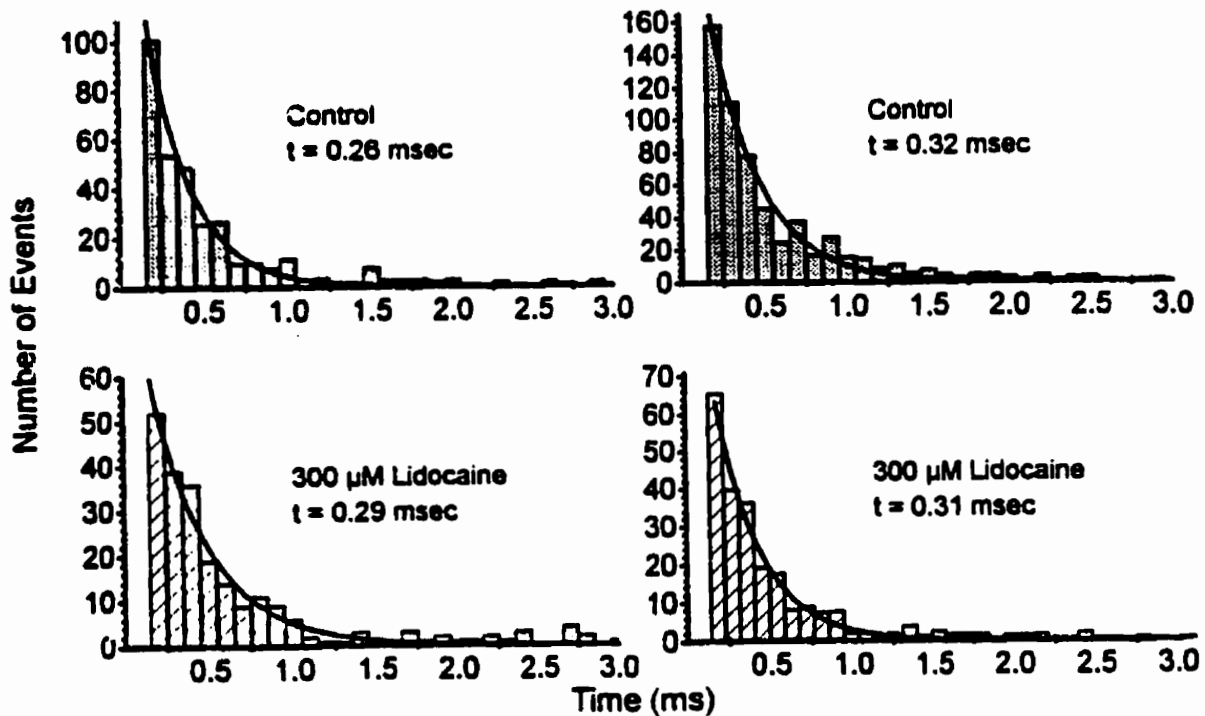 Number of Events
100
80
60
40
20
0
0.5 1.0 1.5 2.0 2.5 3.0
Control
t = 0.26 msec
160
140
120
100
80
60
40
20
0
0.5 1.0 1.5 2.0 2.5 3.0
Control
t = 0.32 msec
60
50
40
30
20
10
0
0.5 1.0 1.5 2.0 2.5 3.0
300 µM Lidocaine
t = 0.29 msec
70
60
50
40
30
20
10
0
0.5 1.0 1.5 2.0 2.5 3.0
300 µM Lidocaine
t = 0.31 msec
Time (ms)